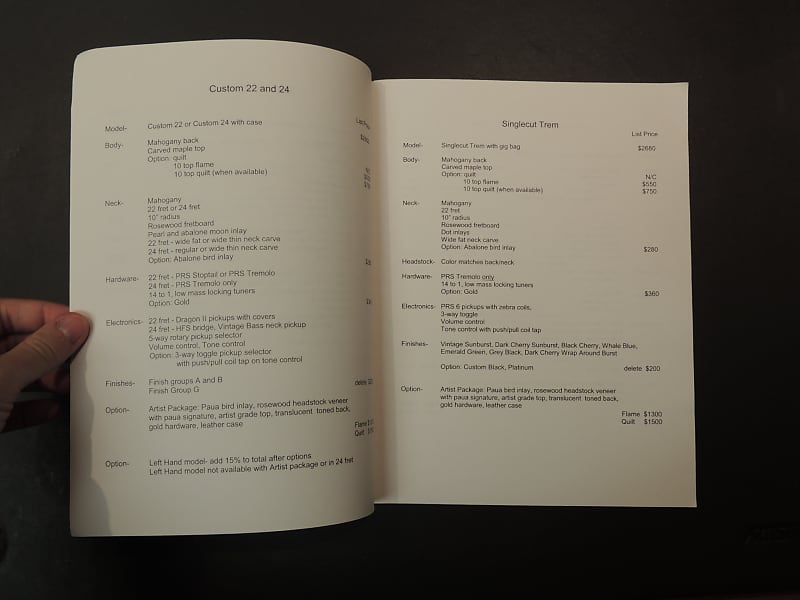 Custom 22 and 24
Model- Custom 22 or Custom 24 with case
Body- Mahogany back
Carved maple top
Option: quilt
10 top flame
10 top quilt (when available)
Neck- Mahogany
22 fret or 24 fret
10" radius
Rosewood fretboard
Pearl and abalone moon inlay
22 fret - wide fat or wide thin neck carve
24 fret - regular or wide thin neck carve
Option: Abalone bird inlay
Hardware- 22 fret - PRS Stoptail or PRS Tremolo
24 fret - PRS Tremolo only
14 to 1, low mass locking tuners
Option: Gold
Electronics- 22 fret - Dragon II pickups with covers
24 fret - HFS bridge, Vintage Bass neck pickup
5-way rotary pickup selector
Volume control, Tone control
Option: 3-way toggle pickup selector
with push/pull coil tap on tone control
Finishes- Finish groups A and B
Finish Group G delete
Option- Artist Package: Paua bird inlay, rosewood headstock veneer
with paua signature, artist grade top, translucent toned back,
gold hardware, leather case
Flame
Quilt
Option- Left Hand model- add 15% to total after options
Left Hand model not available with Artist package or in 24 fret
Singlecut Trem
List Price
Model- Singlecut Trem with gig bag $2680
Body- Mahogany back
Carved maple top
Option: quilt N/C
10 top flame $550
10 top quilt (when available) $750
Neck- Mahogany
22 fret
10" radius
Rosewood fretboard
Dot inlays
Wide fat neck carve
Option: Abalone bird inlay $280
Headstock- Color matches back/neck
Hardware- PRS Tremolo only
14 to 1, low mass locking tuners
Option: Gold $360
Electronics- PRS 6 pickups with zebra coils,
3-way toggle
Volume control
Tone control with push/pull coil tap
Finishes- Vintage Sunburst, Dark Cherry Sunburst, Black Cherry, Whale Blue,
Emerald Green, Grey Black, Dark Cherry Wrap Around Burst
Option: Custom Black, Platinum delete $200
Option- Artist Package: Paua bird inlay, rosewood headstock veneer
with paua signature, artist grade top, translucent toned back,
gold hardware, leather case
Flame $1300
Quilt $1500